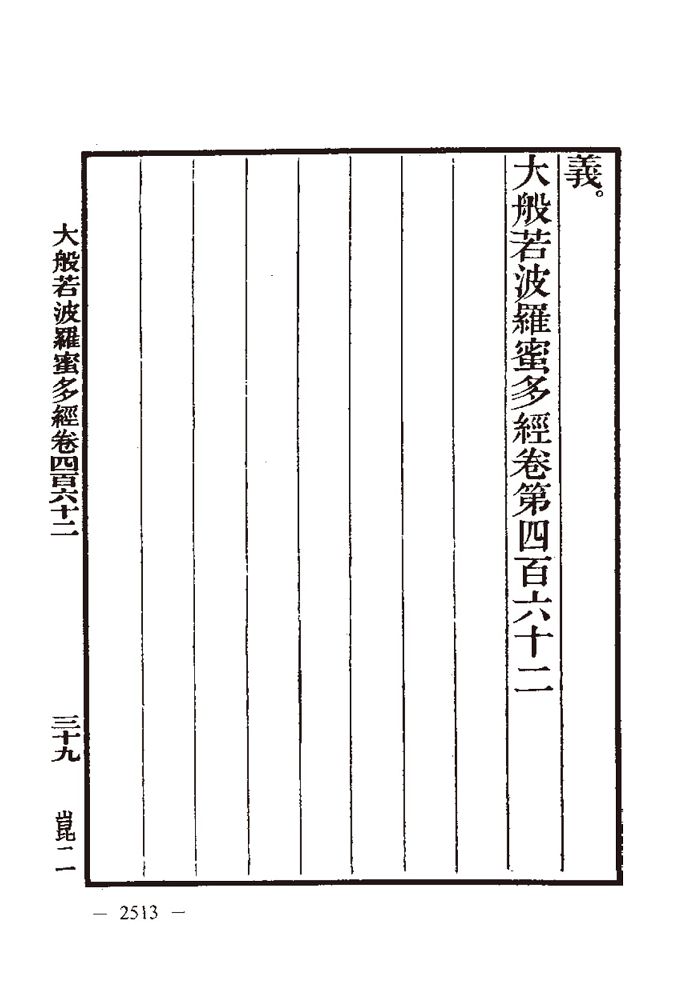 義。
大般若波羅蜜多經卷第四百六十二
大般若波羅蜜多經卷四百六十二
三十九
崑二
— 2513 —